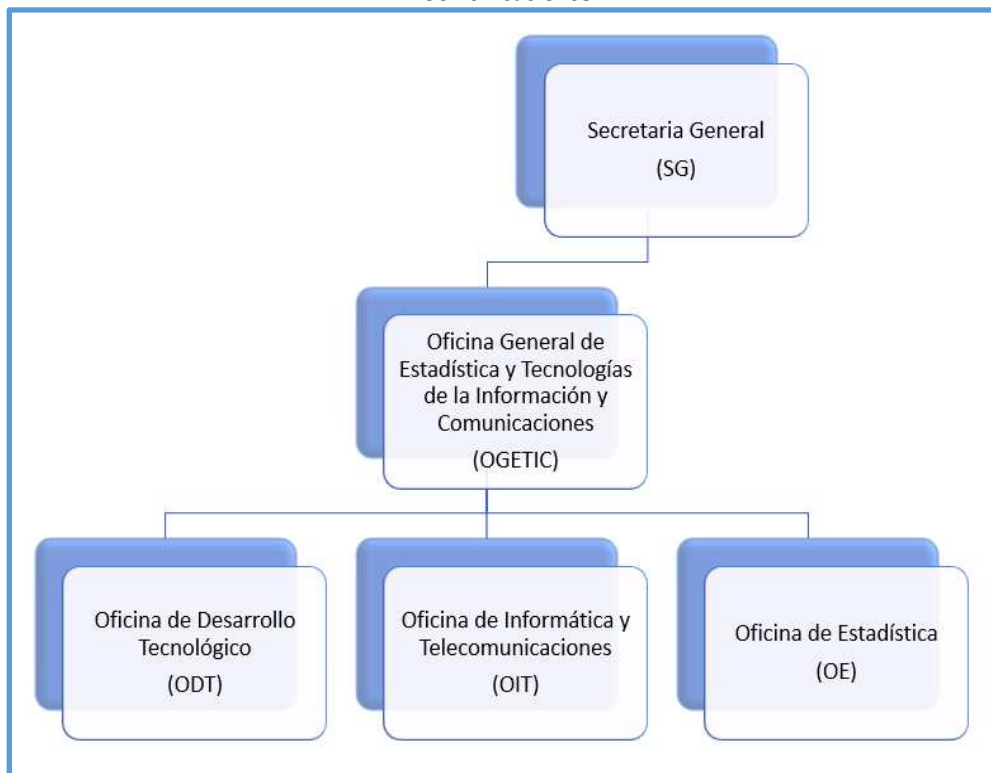 Secretaria General
(SG)
Oficina General de
Estadística y Tecnologías
de la Información y
Comunicaciones
(OGETIC)
Oficina de Desarrollo
Tecnológico
(ODT)
Oficina de Informática y
Telecomunicaciones
(OIT)
Oficina de Estadística
(OE)